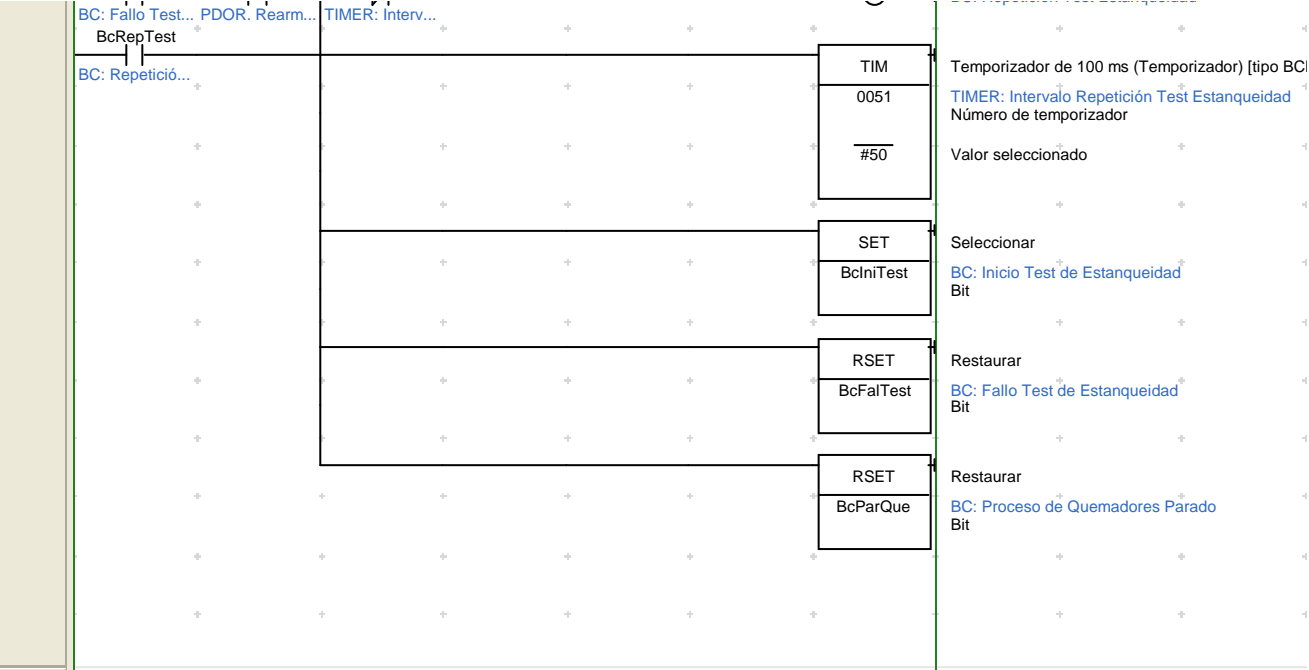 BC: Fallo Test... PDOR. Rearm... TIMER: Interv...
BcRepTest
BC: Repetició...
TIM
0051
#50
Temporizador de 100 ms (Temporizador) [tipo BC
TIMER: Intervalo Repetición Test Estanqueidad
Número de temporizador
Valor seleccionado
SET
BcIniTest
Seleccionar
BC: Inicio Test de Estanqueidad
Bit
RSET
BcFalTest
Restaurar
BC: Fallo Test de Estanqueidad
Bit
RSET
BcParQue
Restaurar
BC: Proceso de Quemadores Parado
Bit